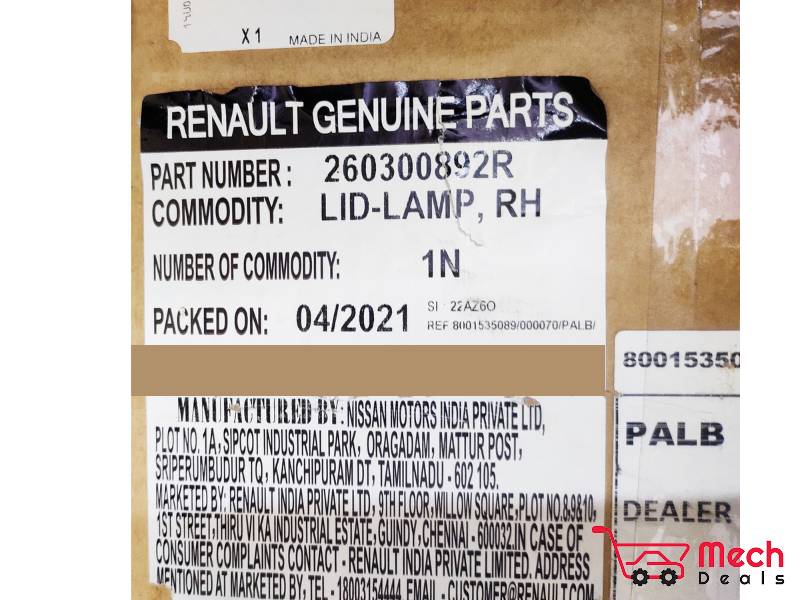 X 1 MADE IN INDIA
RENAULT GENUINE PARTS
PART NUMBER: 260300892R
COMMODITY: LID-LAMP, RH
NUMBER OF COMMODITY: 1N
SI : 22AZ6O
PACKED ON: 04/2021
REF 8001535089/000070/PALB/
MANUFACTURED BY: NISSAN MOTORS INDIA PRIVATE LTD,
PLOT NO. 1A, SIPCOT INDUSTRIAL PARK, ORAGADAM, MATTUR POST,
SRIPERUMBUDUR TQ, KANCHIPURAM DT, TAMILNADU - 602 105.
MARKETED BY: RENAULT INDIA PRIVATE LTD, 9TH FLOOR, WILLOW SQUARE, PLOT NO.8,9&10,
1ST STREET, THIRU VI KA INDUSTRIAL ESTATE, GUINDY, CHENNAI - 600032. IN CASE OF
CONSUMER COMPLAINTS CONTACT - RENAULT INDIA PRIVATE LIMITED. ADDRESS
MENTIONED AT MARKETED BY, TEL - 18003154444, EMAIL - CUSTOMER@RENAULT.COM
80015350
PALB
DEALER
Mech
Deals